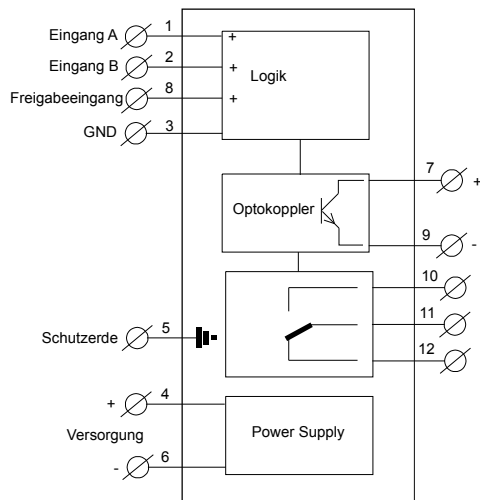 Eingang A 1 +
Eingang B 2 +
Logik
Freigabeeingang 8 +
GND 3
7 +
Optokoppler
9 -
10
11
Schutzerde 5
12
+ 4
Versorgung
Power Supply
- 6